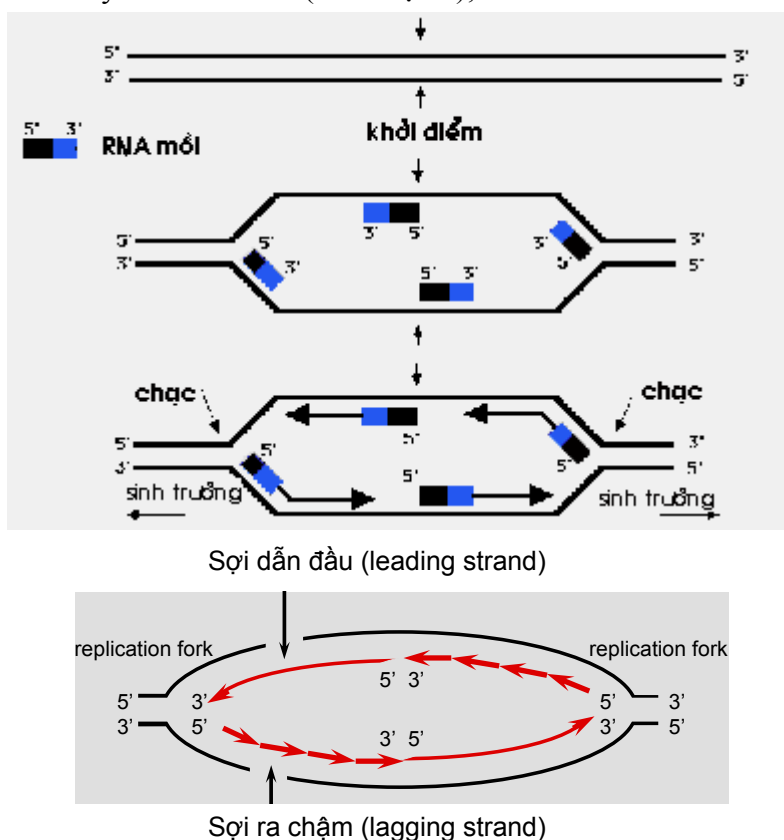 5' 3'
3' 5'
5' 3'
RNA mồi
khởi điểm
3' 5'
5' 3' 3'
3' 5' 3' 5' 5'
5' 3'
chạc chạc
5' 5' 3'
3' 5' 5' 5'
5'
sinh trưởng sinh trưởng
Sợi dẫn đầu (leading strand)
replication fork replication fork
5' 3'
5’ 3’ 5’ 3’
3’ 5’ 3’ 5’ 3’ 5’
Sợi ra chậm (lagging strand)